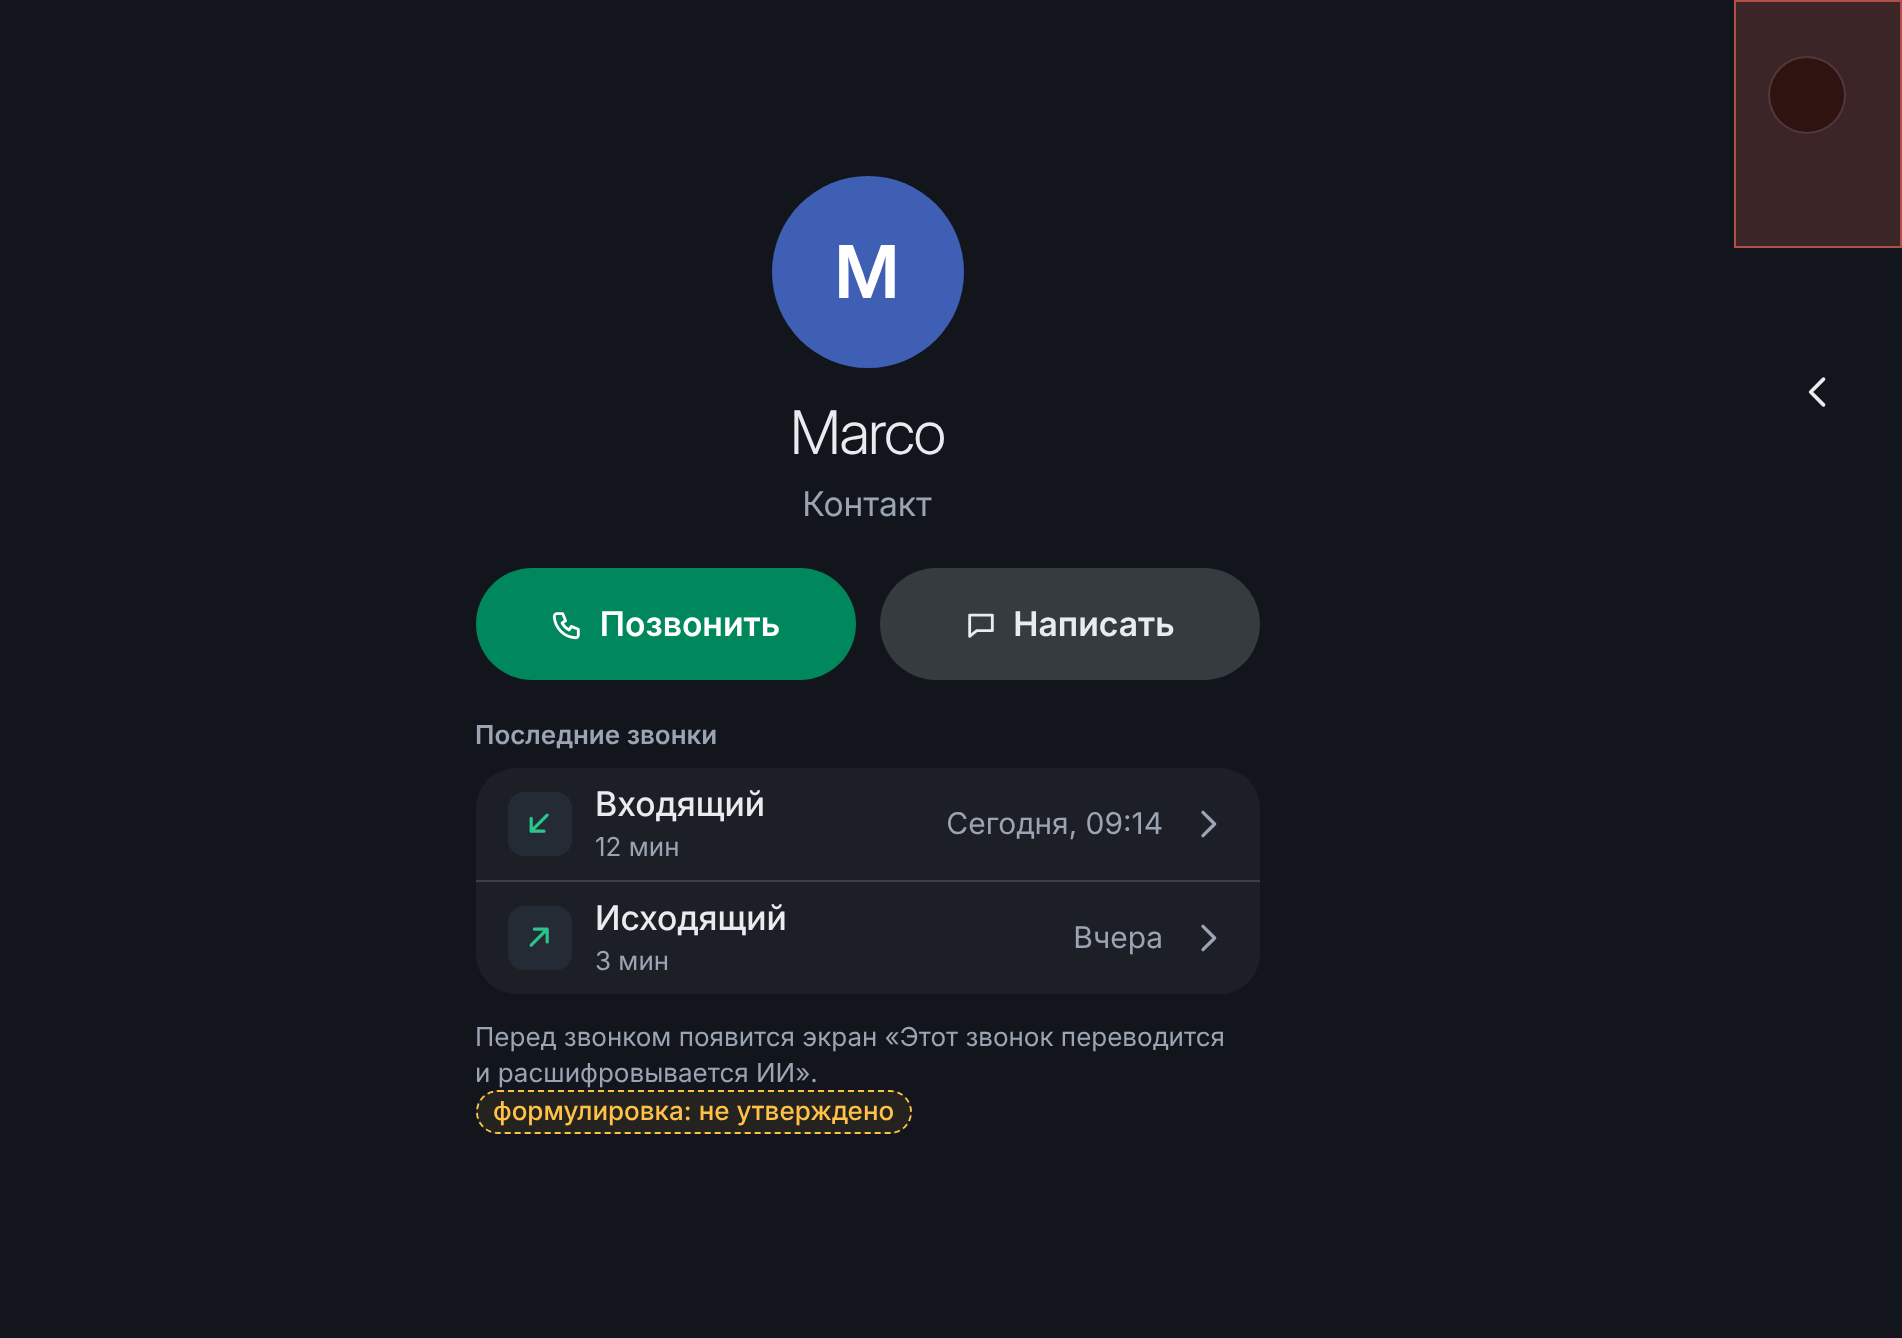 M
Marco
Контакт
Позвонить
Написать
Последние звонки
Входящий
12 мин
Сегодня, 09:14
Исходящий
3 мин
Вчера
Перед звонком появится экран «Этот звонок переводится
и расшифровывается ИИ».
формулировка: не утверждено